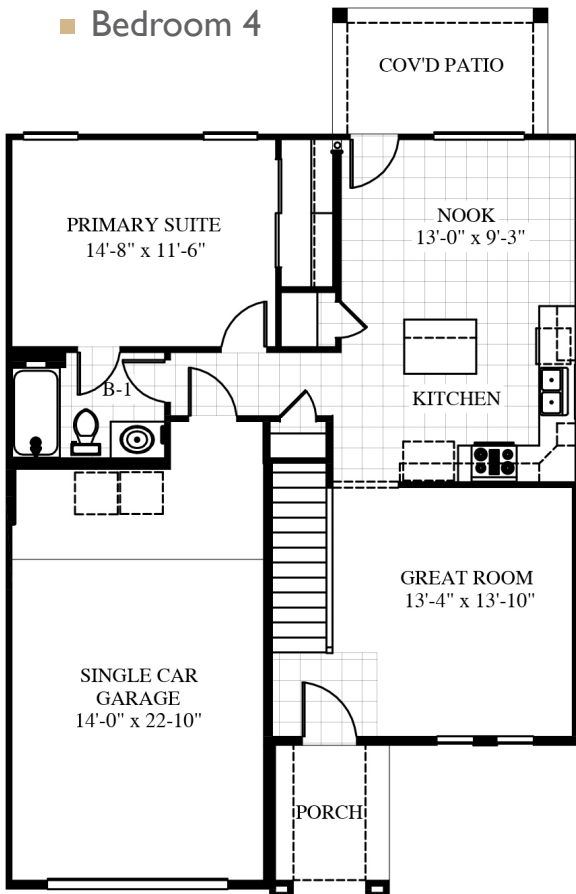 Bedroom 4
COV'D PATIO
PRIMARY SUITE
14'-8" x 11'-6"
NOOK
13'-0" x 9'-3"
B-1
KITCHEN
GREAT ROOM
13'-4" x 13'-10"
SINGLE CAR
GARAGE
14'-0" x 22-10"
PORCH